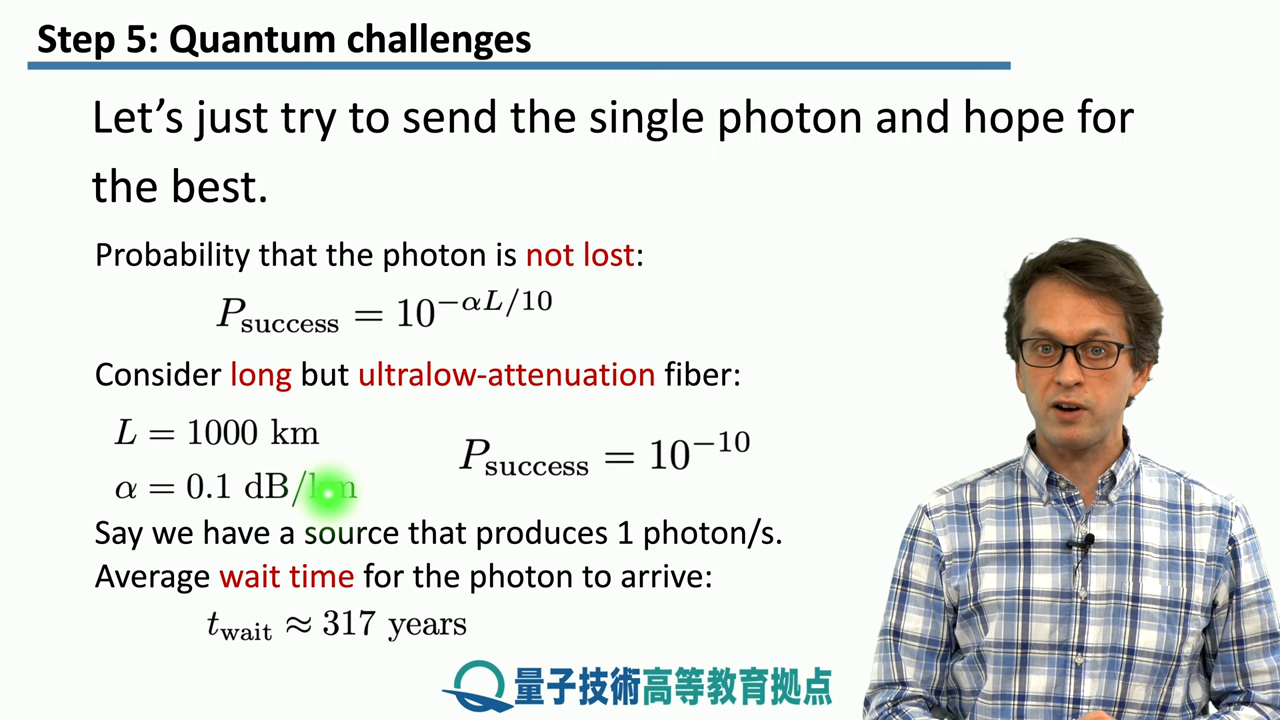 Step 5: Quantum challenges
Let's just try to send the single photon and hope for
the best.
Probability that the photon is not lost:
P_success = 10^{-αL/10}
Consider long but ultralow-attenuation fiber:
L = 1000 km
α = 0.1 dB/km
P_success = 10^{-10}
Say we have a source that produces 1 photon/s.
Average wait time for the photon to arrive:
t_wait ≈ 317 years
量子技術高等教育拠点